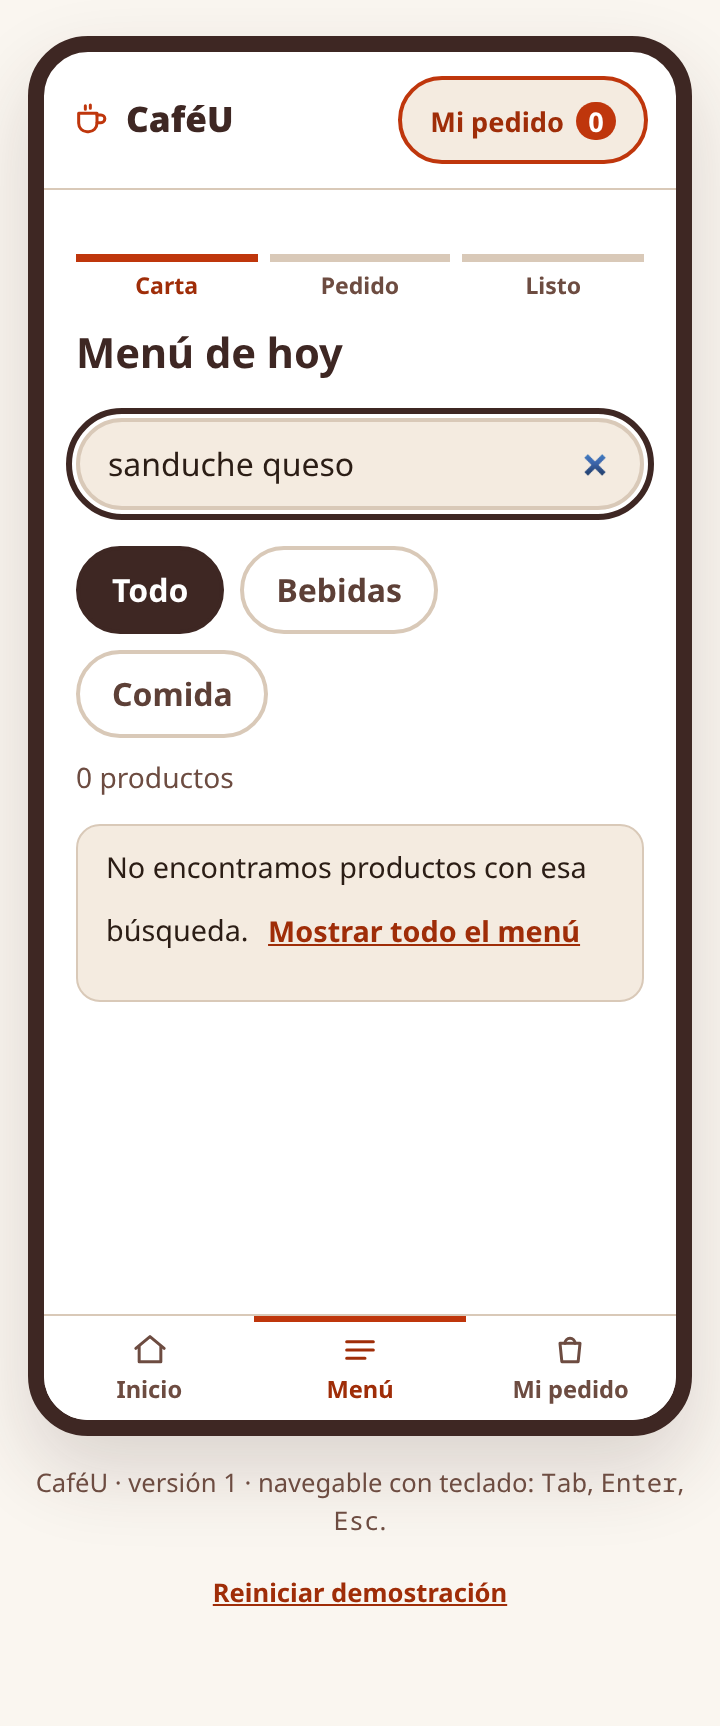 CaféU
Mi pedido 0
Carta
Pedido
Listo
Menú de hoy
sanduche queso
Todo
Bebidas
Comida
0 productos
No encontramos productos con esa
búsqueda. Mostrar todo el menú
Inicio
Menú
Mi pedido
CaféU · versión 1 · navegable con teclado: Tab, Enter,
Esc.
Reiniciar demostración